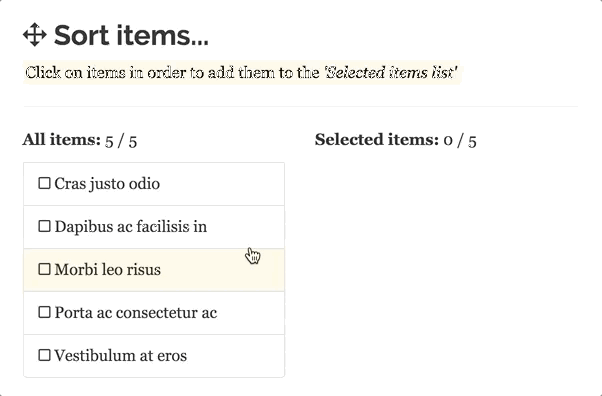 Sort items...
Click on items in order to add them to the 'Selected items list'
All items: 5 / 5
Selected items: 0 / 5
Cras justo odio
Dapibus ac facilisis in
Morbi leo risus
Porta ac consectetur ac
Vestibulum at eros